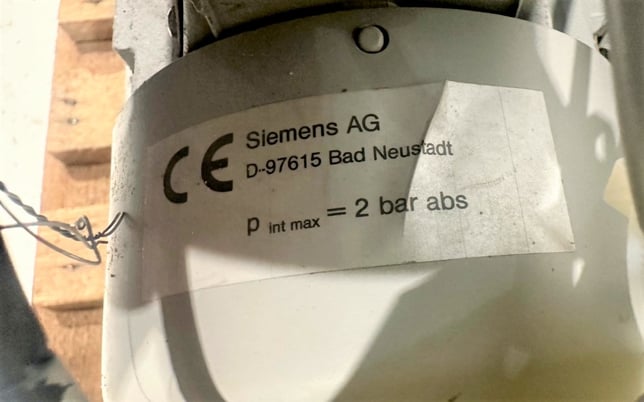 CE
Siemens AG
D-97615 Bad Neustadt
p int max = 2 bar abs